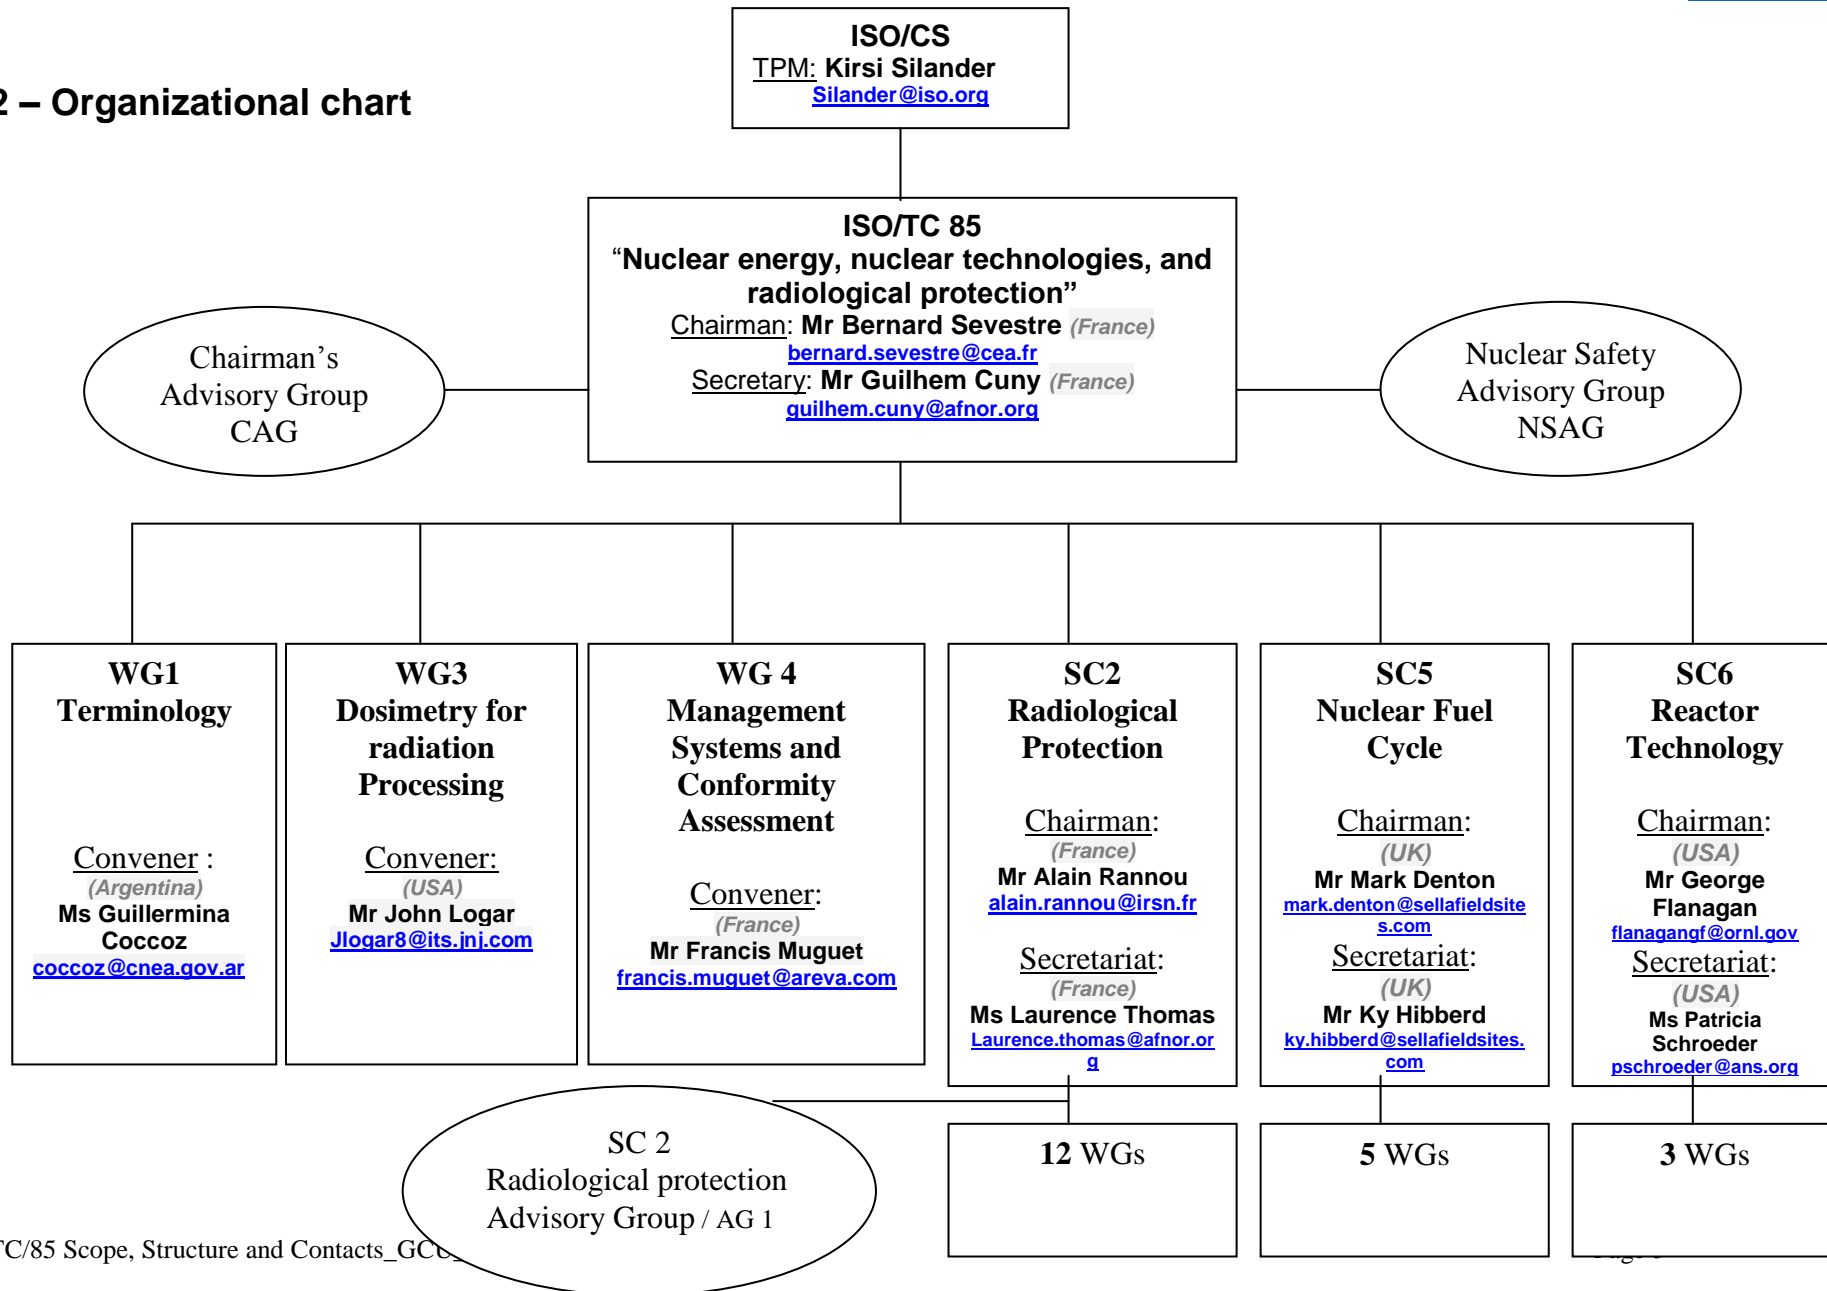 ISO/CS
TPM: Kirsi Silander
Silander@iso.org
2 – Organizational chart
ISO/TC 85
“Nuclear energy, nuclear technologies, and
radiological protection”
Chairman: Mr Bernard Sevestre (France)
bernard.sevestre@cea.fr
Secretary: Mr Guilhem Cuny (France)
guilhem.cuny@afnor.org
Chairman’s
Advisory Group
CAG
Nuclear Safety
Advisory Group
NSAG
WG1
Terminology
Convener :
(Argentina)
Ms Guillermina
Coccoz
coccoz@cnea.gov.ar
WG3
Dosimetry for
radiation
Processing
Convener:
(USA)
Mr John Logar
Jlogar8@its.jnj.com
WG 4
Management
Systems and
Conformity
Assessment
Convener:
(France)
Mr Francis Muguet
francis.muguet@areva.com
SC2
Radiological
Protection
Chairman:
(France)
Mr Alain Rannou
alain.rannou@irsn.fr
Secretariat:
(France)
Ms Laurence Thomas
Laurence.thomas@afnor.or
g
SC5
Nuclear Fuel
Cycle
Chairman:
(UK)
Mr Mark Denton
mark.denton@sellafieldsite
s.com
Secretariat:
(UK)
Mr Ky Hibberd
ky.hibberd@sellafieldsites.
com
SC6
Reactor
Technology
Chairman:
(USA)
Mr George
Flanagan
flanagangf@ornl.gov
Secretariat:
(USA)
Ms Patricia
Schroeder
pschroeder@ans.org
SC 2
Radiological protection
Advisory Group / AG 1
12 WGs
5 WGs
3 WGs
TC/85 Scope, Structure and Contacts_GCU_